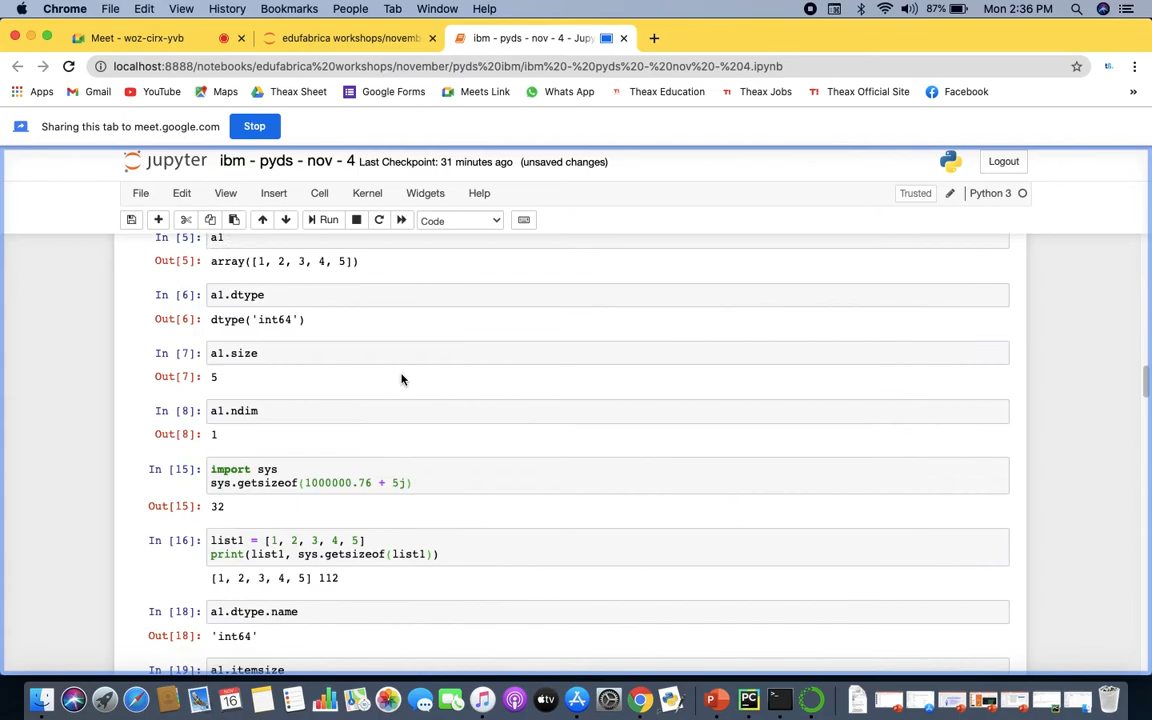 Chrome File Edit View History Bookmarks People Tab Window Help 87% Mon 2:36 PM
Meet - woz-cirx-yvb edufabrica workshops/novemb ibm - pyds - nov - 4 - Jupy
localhost:8888/notebooks/edufabrica%20workshops/november/pyds%20ibm/ibm%20-%20pyds%20-%20nov%20-%204.ipynb
Apps Gmail YouTube Maps Theax Sheet Google Forms Meets Link Whats App Theax Education Theax Jobs Theax Official Site Facebook
Sharing this tab to meet.google.com Stop
jupyter ibm - pyds - nov - 4 Last Checkpoint: 31 minutes ago (unsaved changes) Logout
File Edit View Insert Cell Kernel Widgets Help Trusted Python 3
Run Code
In [5]: a1
Out[5]: array([1, 2, 3, 4, 5])
In [6]: a1.dtype
Out[6]: dtype('int64')
In [7]: a1.size
Out[7]: 5
In [8]: a1.ndim
Out[8]: 1
In [15]: import sys
sys.getsizeof(1000000.76 + 5j)
Out[15]: 32
In [16]: list1 = [1, 2, 3, 4, 5]
print(list1, sys.getsizeof(list1))
[1, 2, 3, 4, 5] 112
In [18]: a1.dtype.name
Out[18]: 'int64'
In [19]: a1.itemsize
NOV
16
PC